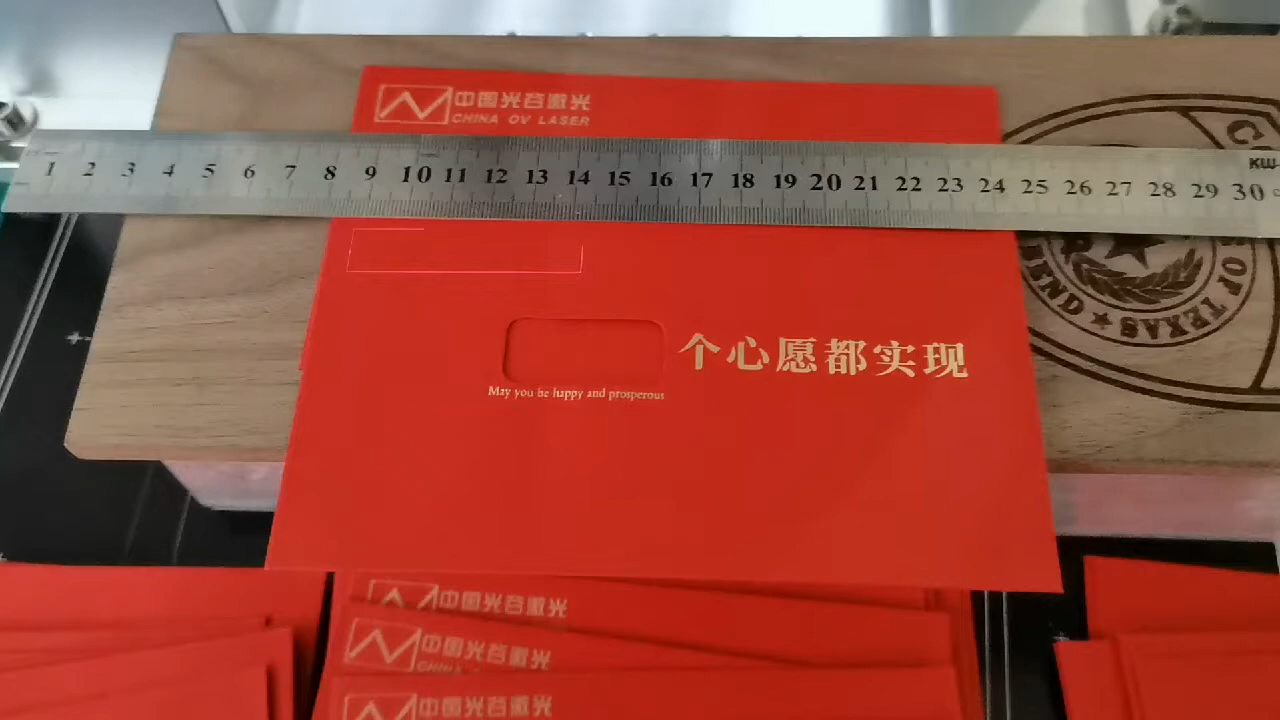 中国光谷激光
CHINA OV LASER
KW-
1 2 3 4 5 6 7 8 9 10 11 12 13 14 15 16 17 18 19 20 21 22 23 24 25 26 27 28 29 30
OF TEXAS
个心愿都实现
May you be happy and prosperous
中国光谷激光
中国光谷激光
中国光谷激光